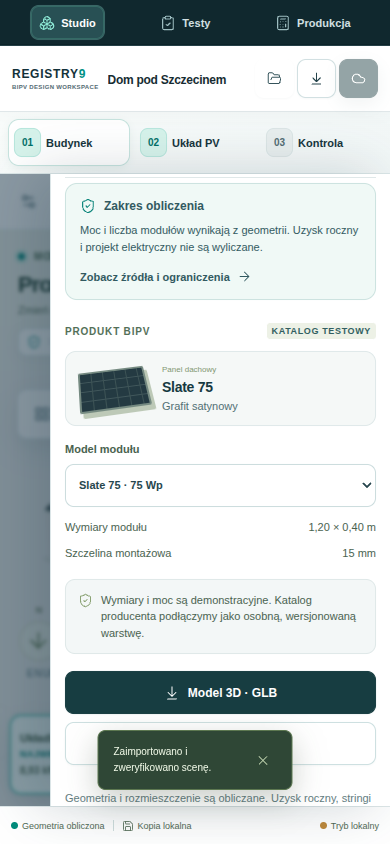 Studio
Testy
Produkcja
REGISTRY9
BIPV DESIGN WORKSPACE
Dom pod Szczecinem
01 Budynek
02 Układ PV
03 Kontrola
Zakres obliczenia
Moc i liczba modułów wynikają z geometrii. Uzysk roczny
i projekt elektryczny nie są wyliczane.
Zobacz źródła i ograniczenia
PRODUKT BIPV
KATALOG TESTOWY
Panel dachowy
Slate 75
Grafit satynowy
Model modułu
Slate 75 · 75 Wp
Wymiary modułu
1,20 × 0,40 m
Szczelina montażowa
15 mm
Wymiary i moc są demonstracyjne. Katalog
producenta podłączymy jako osobną, wersjonowaną
warstwę.
Model 3D · GLB
Zaimportowano i
zweryfikowano scenę.
Geometria i rozmieszczenie są obliczane. Uzysk roczny, stringi
Geometria obliczona
Kopia lokalna
Tryb lokalny